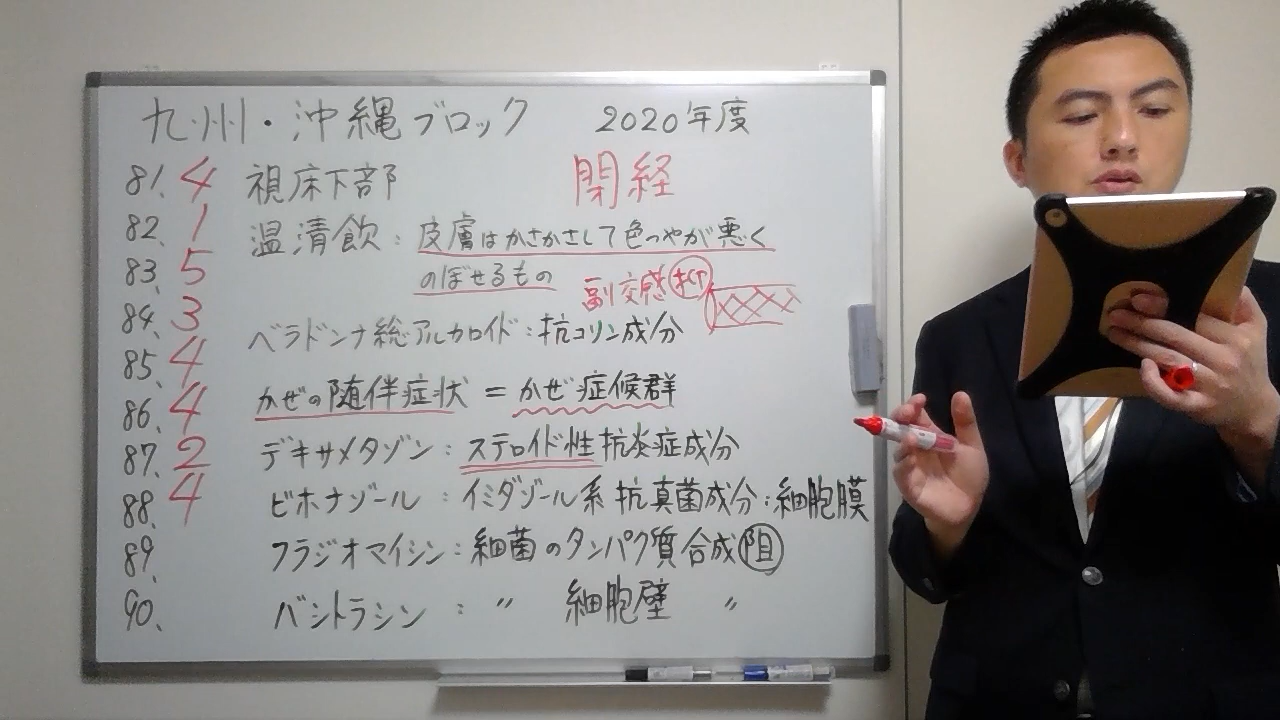 九州・沖縄ブロック 2020年度
81. 4 視床下部 閉経
82. 1 温清飲：皮膚はかさかさして色つやが悪く
83. 5 のぼせるもの 副交感
84. 3 ベラドンナ総アルカロイド：抗コリン成分
85. 4
86. 4 かぜの随伴症状 = かぜ症候群
87. 2 デキサメタゾン：ステロイド性抗炎症成分
88. 4 ビホナゾール：イミダゾール系抗真菌成分：細胞膜
89. フラジオマイシン：細菌のタンパク質合成阻
90. バシトラシン：〃 細胞壁 〃